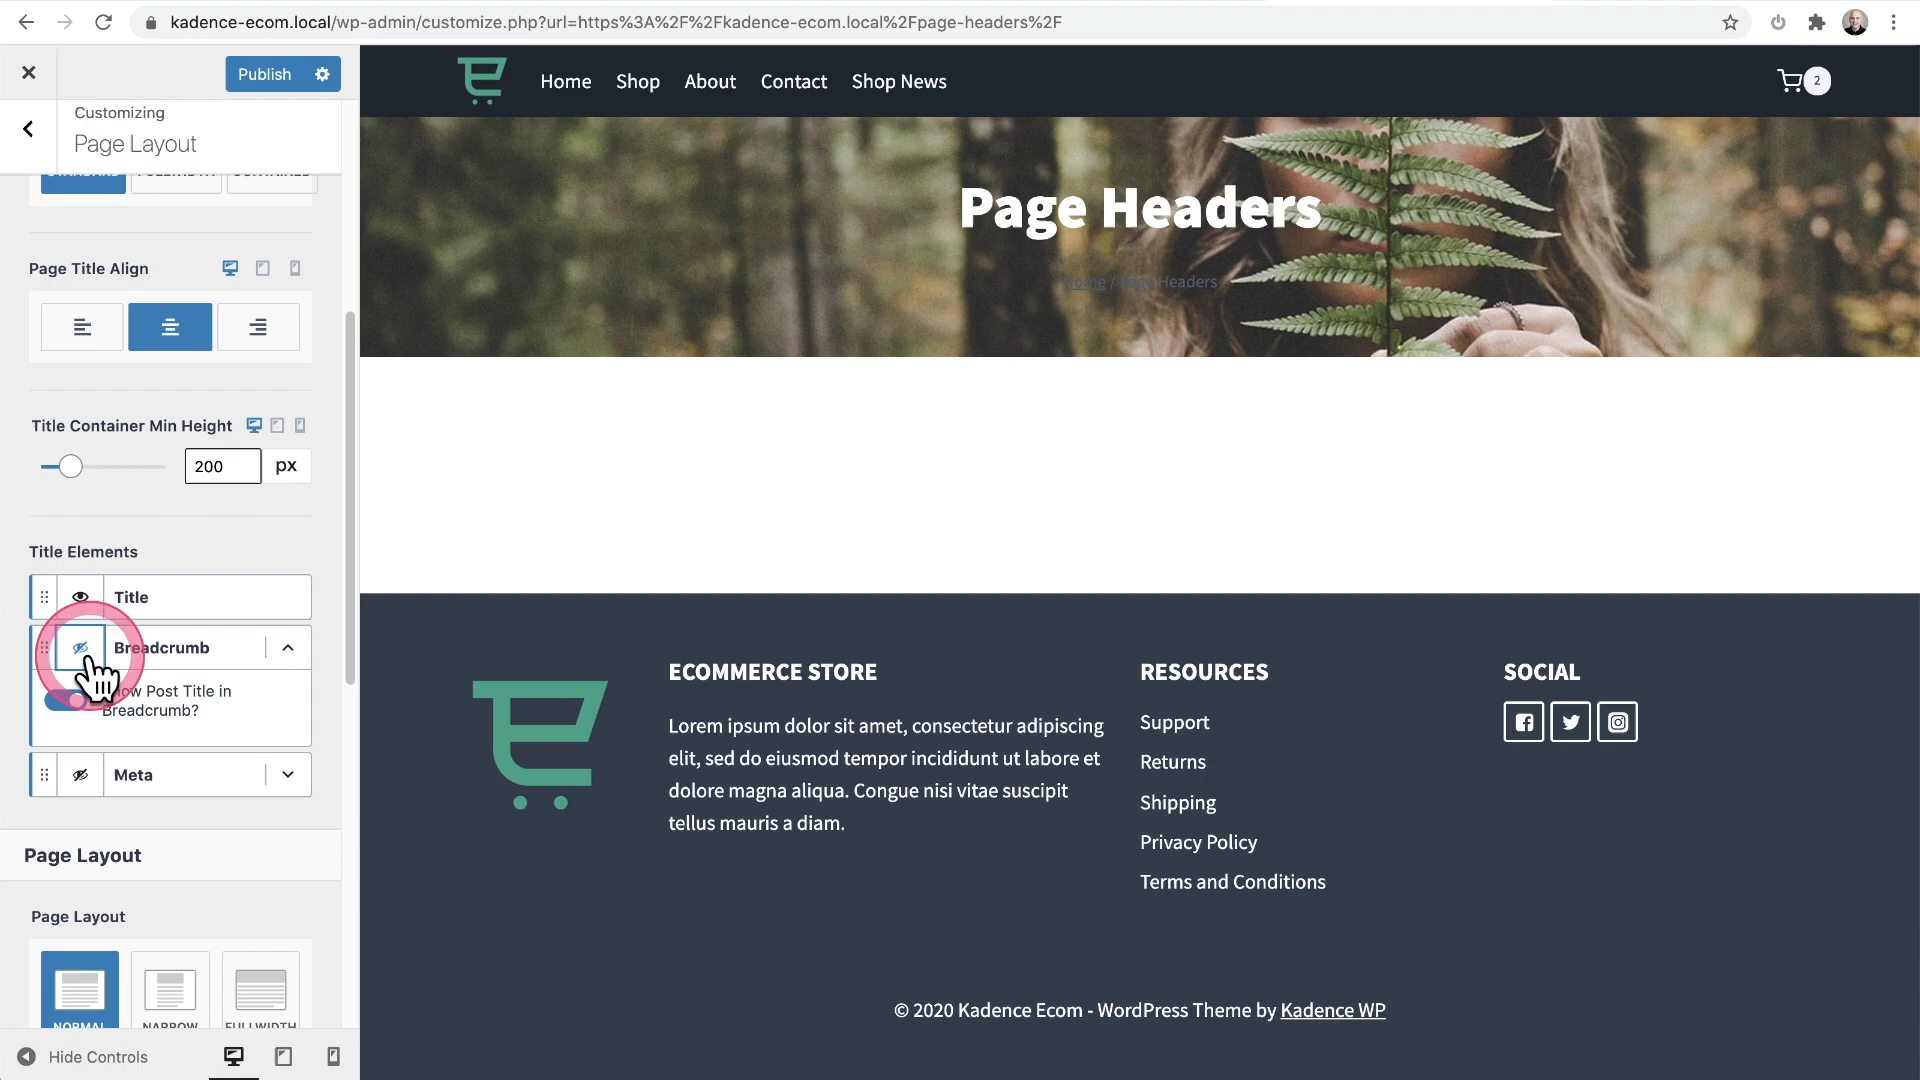 kadence-ecom.local/wp-admin/customize.php?url=https%3A%2F%2Fkadence-ecom.local%2Fpage-headers%2F
Publish
Customizing
Page Layout
Page Title Align
Title Container Min Height
200 px
Title Elements
Title
Breadcrumb
Post Title in
Breadcrumb?
Meta
Page Layout
Page Layout
NORMAL
NARROW
FULLWIDTH
Hide Controls
Home
Shop
About
Contact
Shop News
2
Page Headers
Home / Page Headers
ECOMMERCE STORE
Lorem ipsum dolor sit amet, consectetur adipiscing
elit, sed do eiusmod tempor incididunt ut labore et
dolore magna aliqua. Congue nisi vitae suscipit
tellus mauris a diam.
RESOURCES
Support
Returns
Shipping
Privacy Policy
Terms and Conditions
SOCIAL
© 2020 Kadence Ecom - WordPress Theme by Kadence WP